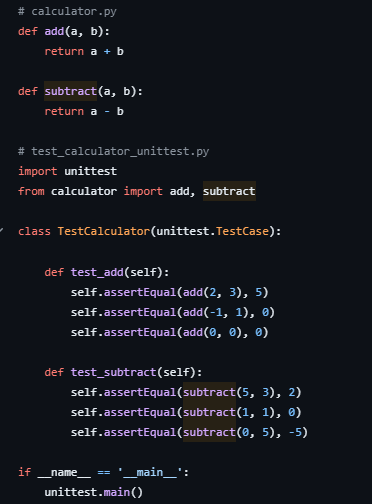 # calculator.py
def add(a, b):
    return a + b

def subtract(a, b):
    return a - b

# test_calculator_unittest.py
import unittest
from calculator import add, subtract

class TestCalculator(unittest.TestCase):

    def test_add(self):
        self.assertEqual(add(2, 3), 5)
        self.assertEqual(add(-1, 1), 0)
        self.assertEqual(add(0, 0), 0)

    def test_subtract(self):
        self.assertEqual(subtract(5, 3), 2)
        self.assertEqual(subtract(1, 1), 0)
        self.assertEqual(subtract(0, 5), -5)

if __name__ == '__main__':
    unittest.main()